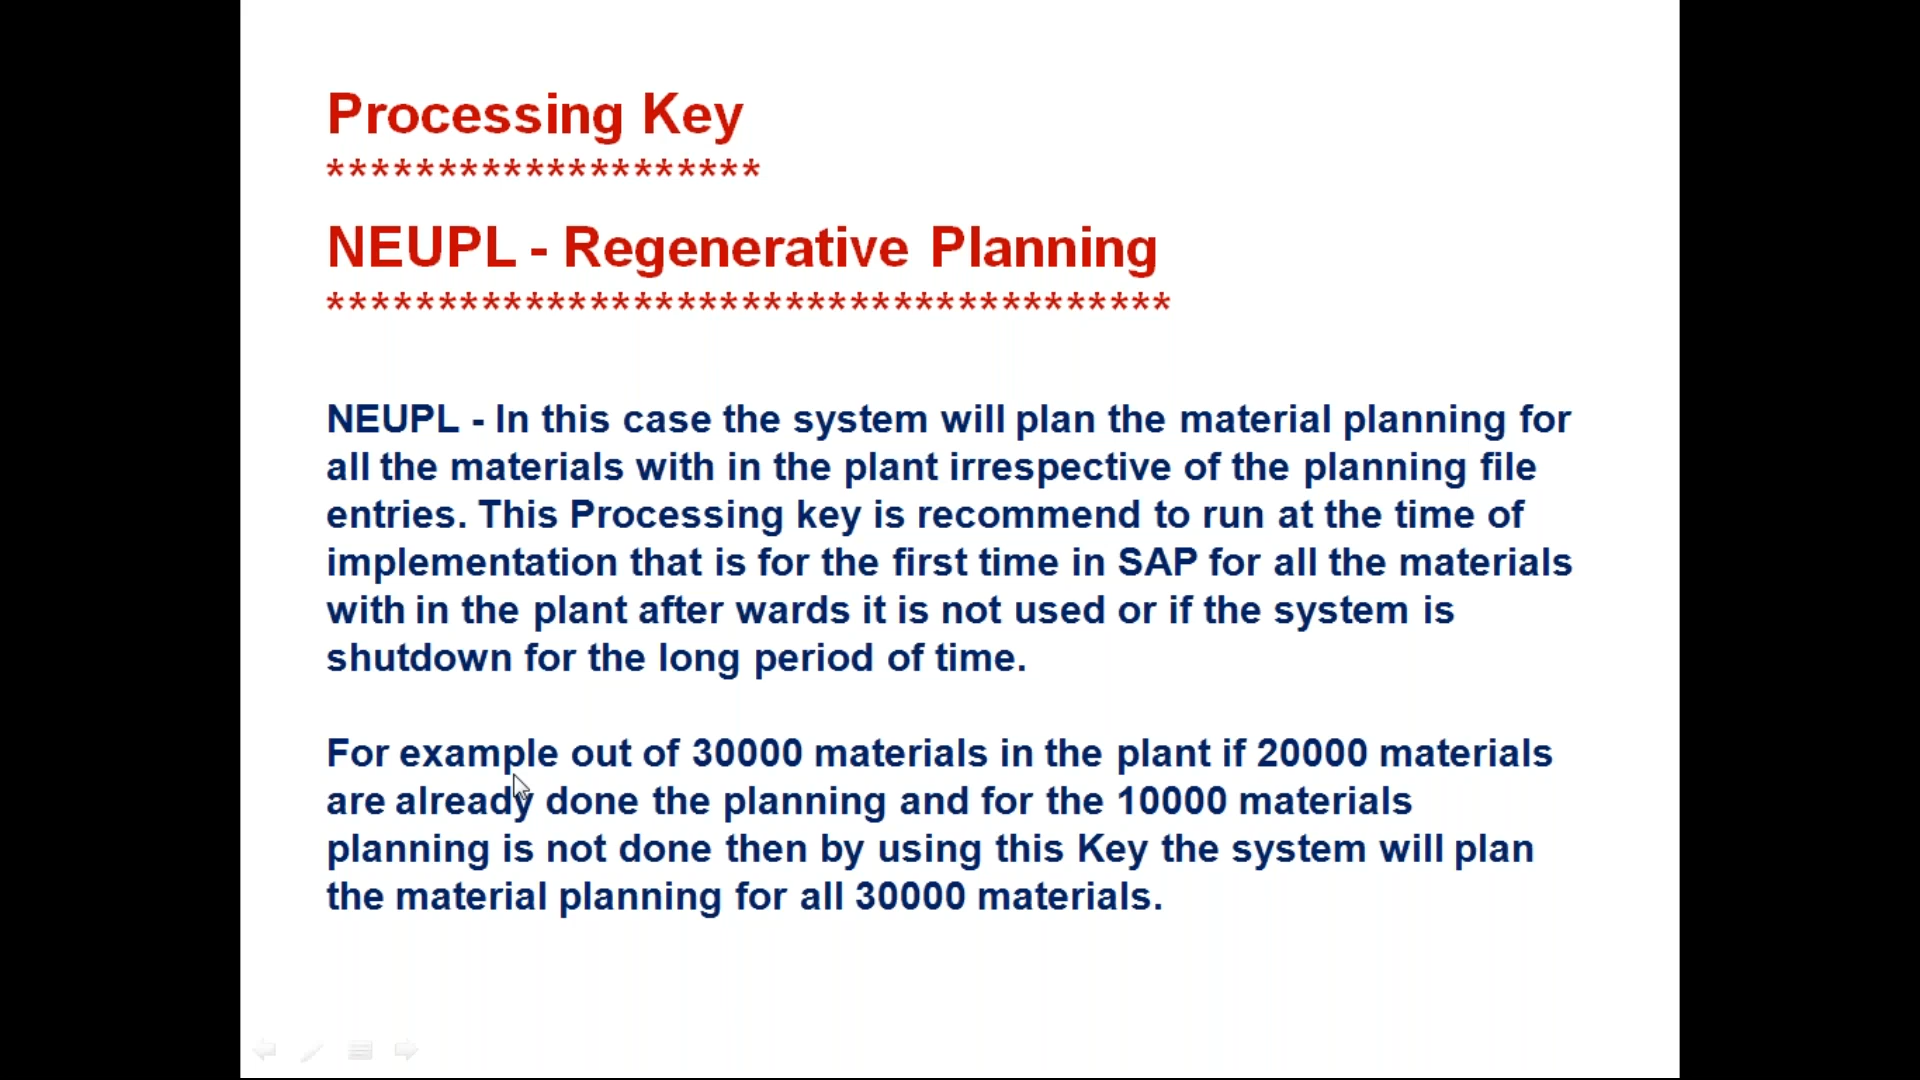 Processing Key
********************
NEUPL - Regenerative Planning
***************************************
NEUPL - In this case the system will plan the material planning for
all the materials with in the plant irrespective of the planning file
entries. This Processing key is recommend to run at the time of
implementation that is for the first time in SAP for all the materials
with in the plant after wards it is not used or if the system is
shutdown for the long period of time.
For example out of 30000 materials in the plant if 20000 materials
are already done the planning and for the 10000 materials
planning is not done then by using this Key the system will plan
the material planning for all 30000 materials.